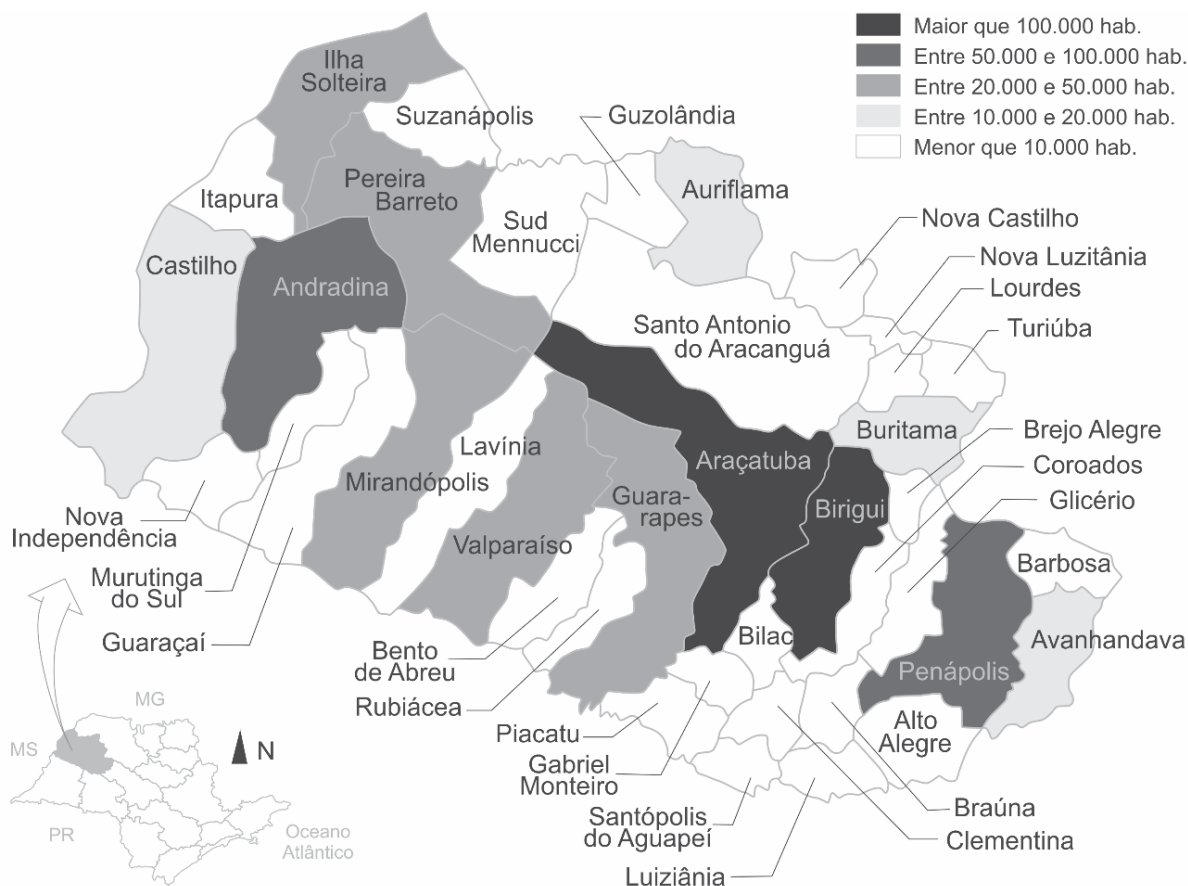 Maior que 100.000 hab.
Entre 50.000 e 100.000 hab.
Entre 20.000 e 50.000 hab.
Entre 10.000 e 20.000 hab.
Menor que 10.000 hab.
Ilha
Solteira
Suzanápolis
Guzolândia
Itapura
Pereira
Barreto
Auriflama
Sud
Mennucci
Nova Castilho
Castilho
Andradina
Nova Luzitânia
Lourdes
Santo Antonio
do Aracanguá
Turiúba
Buritama
Brejo Alegre
Lavínia
Araçatuba
Coroados
Mirandópolis
Guara-
rapes
Birigui
Glicério
Nova
Independência
Valparaíso
Barbosa
Murutinga
do Sul
Guaraçaí
Bento
de Abreu
Bilac
Avanhandava
Penápolis
Rubiácea
Piacatu
Alto
Alegre
Gabriel
Monteiro
Santópolis
do Aguapeí
Braúna
Clementina
Luiziânia
MG
MS
N
PR
Oceano
Atlântico